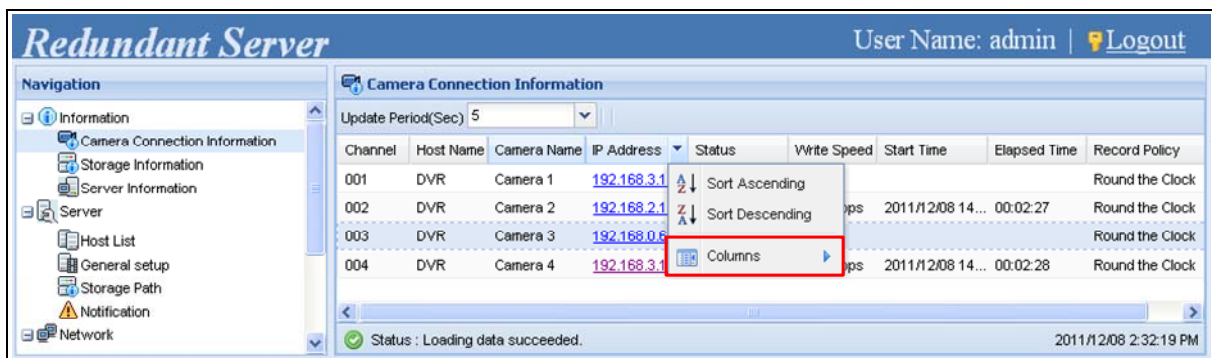 Redundant Server
User Name: admin | Logout
Navigation
Information
Camera Connection Information
Storage Information
Server Information
Server
Host List
General setup
Storage Path
Notification
Network
Camera Connection Information
Update Period(Sec) 5
Channel Host Name Camera Name IP Address Status Write Speed Start Time Elapsed Time Record Policy
001 DVR Camera 1 192.168.3.1 Round the Clock
002 DVR Camera 2 192.168.2.1 ps 2011/12/08 14... 00:02:27 Round the Clock
003 DVR Camera 3 192.168.0.6 Round the Clock
004 DVR Camera 4 192.168.3.1 ps 2011/12/08 14... 00:02:28 Round the Clock
Sort Ascending
Sort Descending
Columns
Status : Loading data succeeded.
2011/12/08 2:32:19 PM